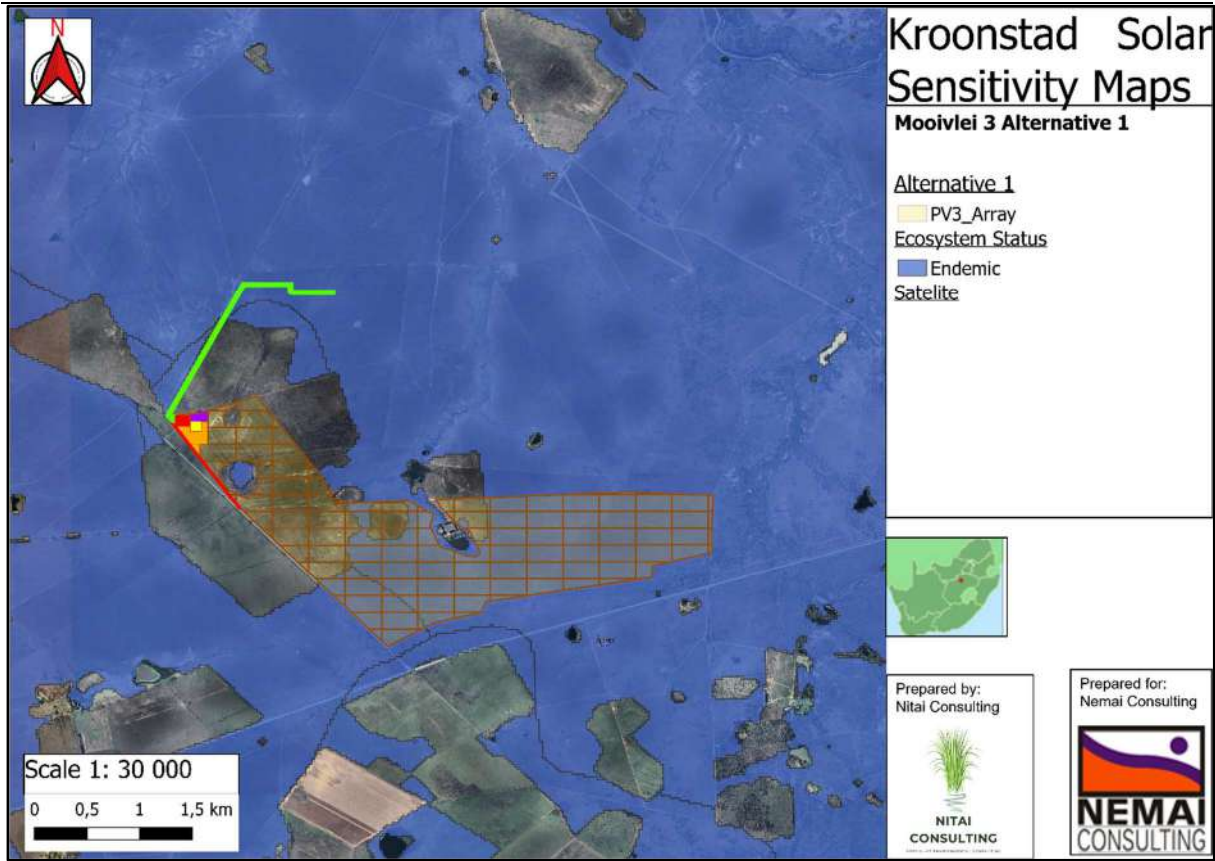 N
Kroonstad Solar
Sensitivity Maps
Mooivlei 3 Alternative 1
Alternative 1
PV3_Array
Ecosystem Status
Endemic
Satelite
Scale 1: 30 000
0 0,5 1 1,5 km
Prepared by:
Nitai Consulting
NITAI
CONSULTING
Prepared for:
Nemai Consulting
NEMAI
CONSULTING